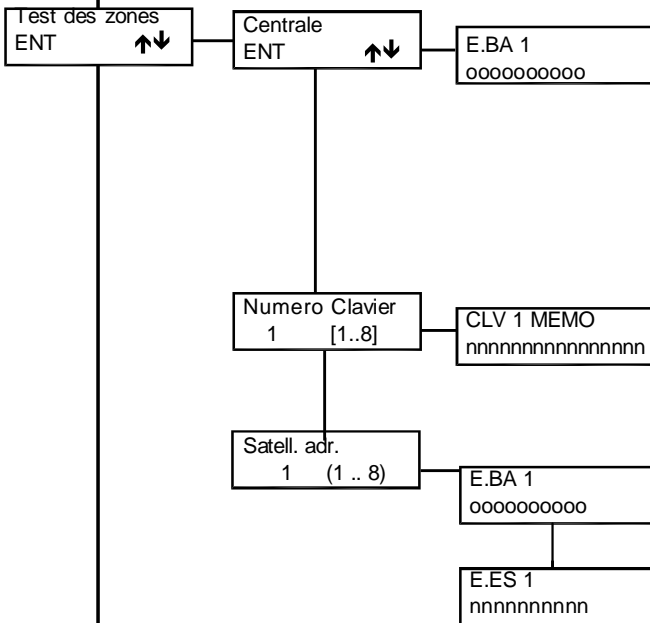 Test des zones
ENT ↑↓
Centrale
ENT ↑↓
E.BA 1
oooooooooo
Numero Clavier
1 [1..8]
CLV 1 MEMO
nnnnnnnnnnnnnnnn
Satell. adr.
1 (1 .. 8)
E.BA 1
oooooooooo
E.ES 1
nnnnnnnnnn